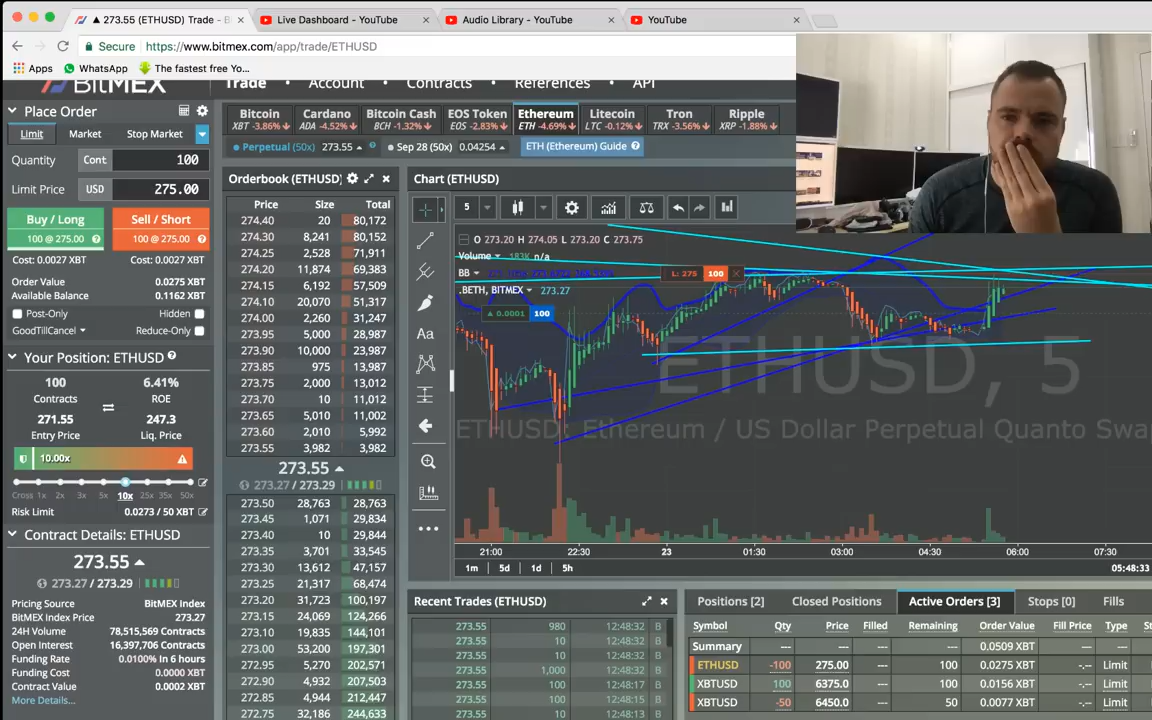 ▲ 273.55 (ETHUSD) Trade - B
Live Dashboard - YouTube
Audio Library - YouTube
YouTube
Secure https://www.bitmex.com/app/trade/ETHUSD
Apps WhatsApp The fastest free Yo...
BitMEX Trade Account Contracts References API
Place Order
Limit Market Stop Market
Quantity Cont 100
Limit Price USD 275.00
Buy / Long Sell / Short
100 @ 275.00 100 @ 275.00
Cost: 0.0027 XBT Cost: 0.0027 XBT
Order Value 0.0275 XBT
Available Balance 0.1162 XBT
Post-Only Hidden
GoodTillCancel Reduce-Only
Your Position: ETHUSD
100 6.41%
Contracts ROE
271.55 247.3
Entry Price Liq. Price
10.00x
Cross 1x 2x 3x 5x 10x 25x 35x 50x
Risk Limit 0.0273 / 50 XBT
Contract Details: ETHUSD
273.55
273.27 / 273.29
Pricing Source BitMEX Index
BitMEX Index Price 273.27
24H Volume 78,515,569 Contracts
Open Interest 16,397,706 Contracts
Funding Rate 0.0100% In 6 hours
Funding Cost 0.0000 XBT
Contract Value 0.0002 XBT
More Details...
Bitcoin Cardano Bitcoin Cash EOS Token Ethereum Litecoin Tron Ripple
XBT -3.86% ADA -4.52% BCH -1.32% EOS -2.83% ETH -4.69% LTC -0.12% TRX -3.56% XRP -1.88%
Perpetual (50x) 273.55 Sep 28 (50x) 0.04254 ETH (Ethereum) Guide
Orderbook (ETHUSD)
Price Size Total
274.40 20 80,172
274.30 8,241 80,152
274.25 2,528 71,911
274.20 11,874 69,383
274.15 6,192 57,509
274.10 20,070 51,317
274.00 2,260 31,247
273.95 5,000 28,987
273.90 10,000 23,987
273.85 975 13,987
273.75 2,000 13,012
273.70 10 11,012
273.65 5,010 11,002
273.60 2,010 5,992
273.55 3,982 3,982
273.55
273.27 / 273.29
273.50 28,763 28,763
273.45 1,071 29,834
273.40 10 29,844
273.35 3,701 33,545
273.30 13,612 47,157
273.25 21,317 68,474
273.20 31,723 100,197
273.15 24,069 124,266
273.10 19,835 144,101
273.00 53,200 197,301
272.95 5,270 202,571
272.90 4,932 207,503
272.85 4,944 212,447
272.75 32,186 244,633
Chart (ETHUSD)
5
O 273.20 H 274.05 L 273.20 C 273.75
Volume 183K n/a
BB
.BETH, BITMEX 273.27
▲ 0.0001 100
L: 275 100
Aa
ETHUSD, 5
ETHUSD: Ethereum / US Dollar Perpetual Quanto Swa
21:00 22:30 23 01:30 03:00 04:30 06:00 07:30
1m 5d 1d 5h 05:48:33
Recent Trades (ETHUSD)
273.55 980 12:48:32 B
273.55 10 12:48:32 B
273.55 1,000 12:48:32 B
273.55 100 12:48:17 B
273.55 100 12:48:15 B
273.55 10 12:48:13 B
Positions [2] Closed Positions Active Orders [3] Stops [0] Fills
Symbol Qty Price Filled Remaining Order Value Fill Price Type
Summary --- --- --- --- 0.0509 XBT --- ---
ETHUSD -100 275.00 --- 100 0.0275 XBT -.-- Limit
XBTUSD 100 6375.0 --- 100 0.0156 XBT -.-- Limit
XBTUSD -50 6450.0 --- 50 0.0077 XBT -.-- Limit